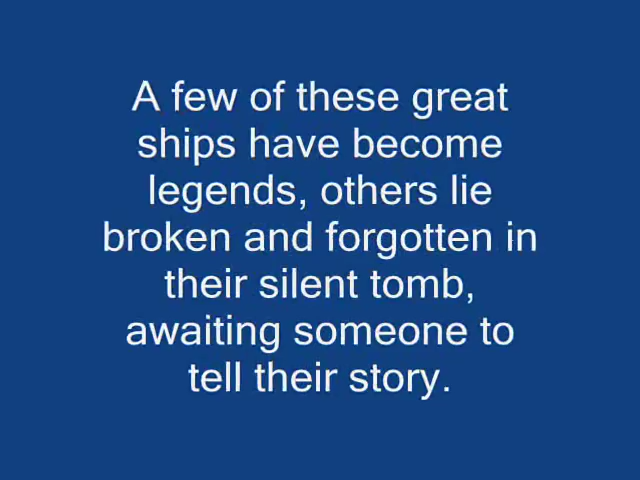 A few of these great
ships have become
legends, others lie
broken and forgotten in
their silent tomb,
awaiting someone to
tell their story.